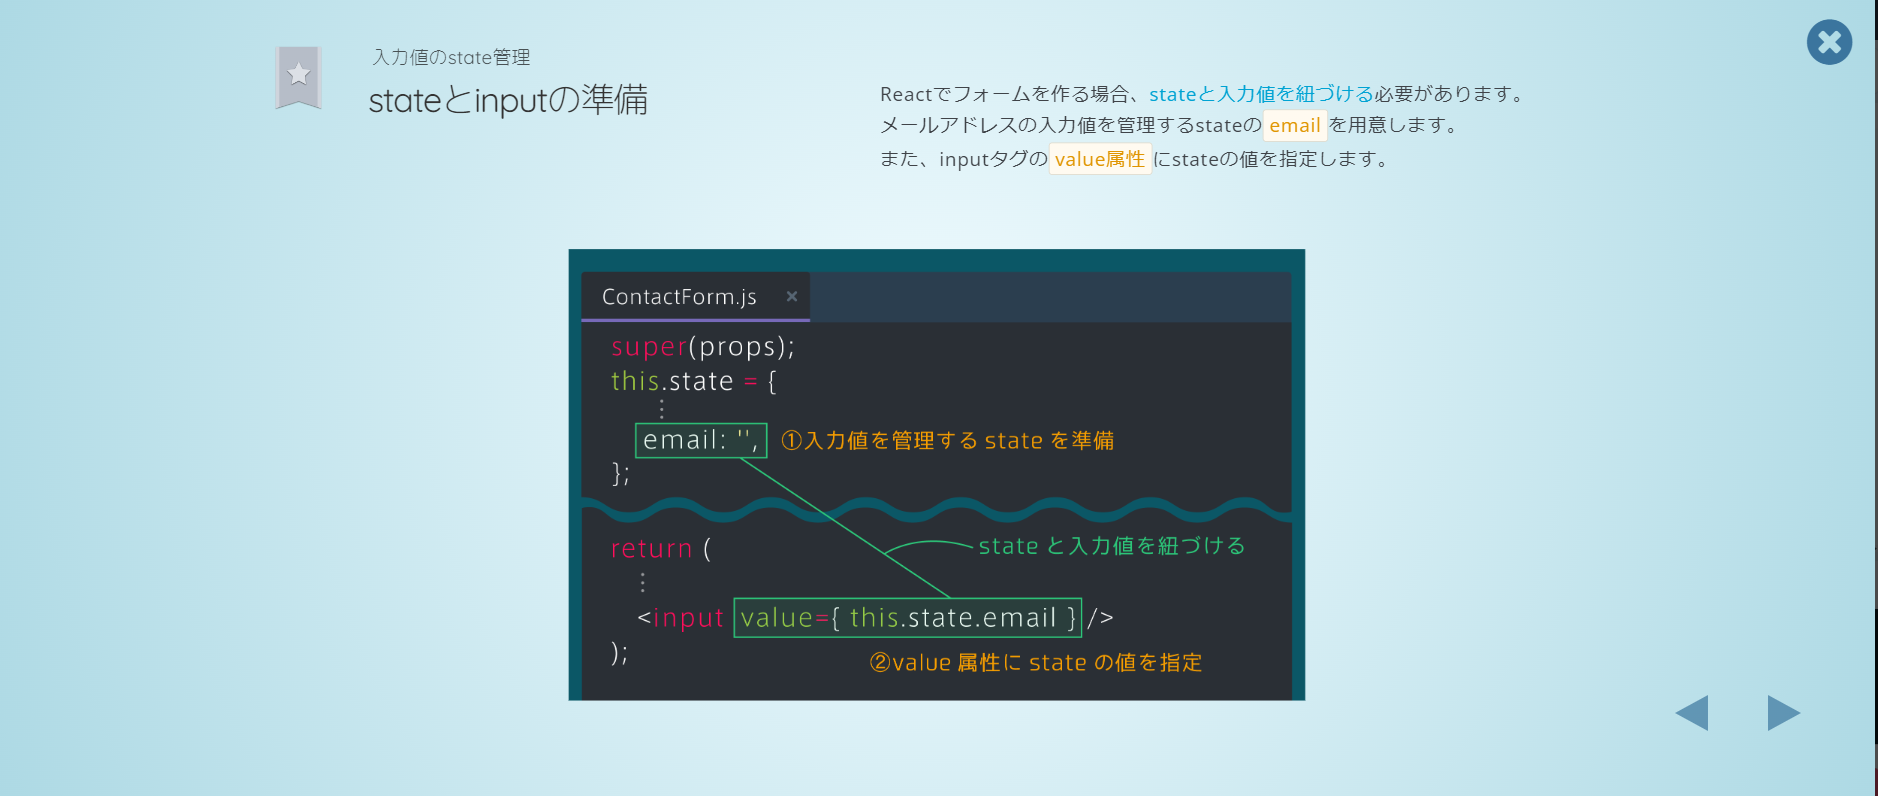 入力値のstate管理
stateとinputの準備
Reactでフォームを作る場合、stateと入力値を紐づける必要があります。
メールアドレスの入力値を管理するstateの email を用意します。
また、inputタグの value属性 にstateの値を指定します。
ContactForm.js ×
super(props);
this.state = {
⋮
email: '', ①入力値を管理する state を準備
};
return (
state と入力値を紐づける
⋮
<input value={ this.state.email } />
);
②value 属性に state の値を指定